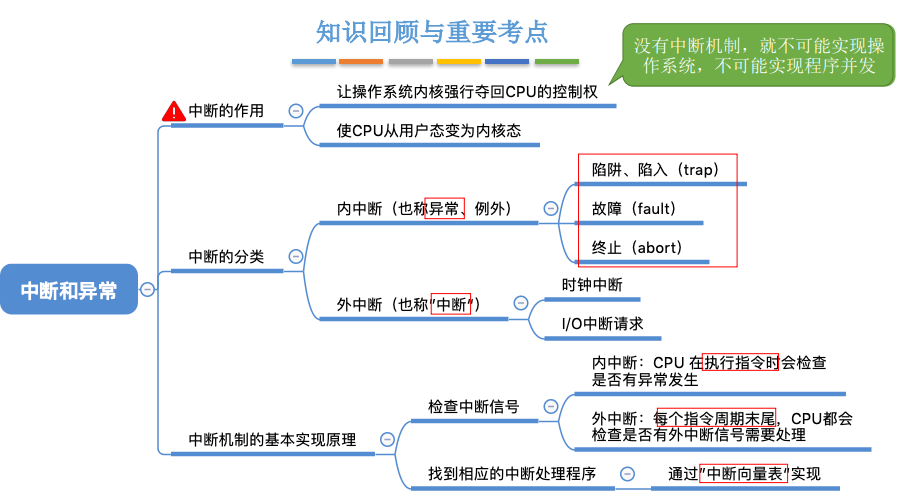 知识回顾与重要考点
没有中断机制，就不可能实现操
作系统，不可能实现程序并发
中断和异常
中断的作用
让操作系统内核强行夺回CPU的控制权
使CPU从用户态变为内核态
中断的分类
内中断（也称异常、例外）
陷阱、陷入（trap）
故障（fault）
终止（abort）
外中断（也称"中断"）
时钟中断
I/O中断请求
中断机制的基本实现原理
检查中断信号
内中断：CPU 在执行指令时会检查
是否有异常发生
外中断：每个指令周期末尾，CPU都会
检查是否有外中断信号需要处理
找到相应的中断处理程序
通过"中断向量表"实现